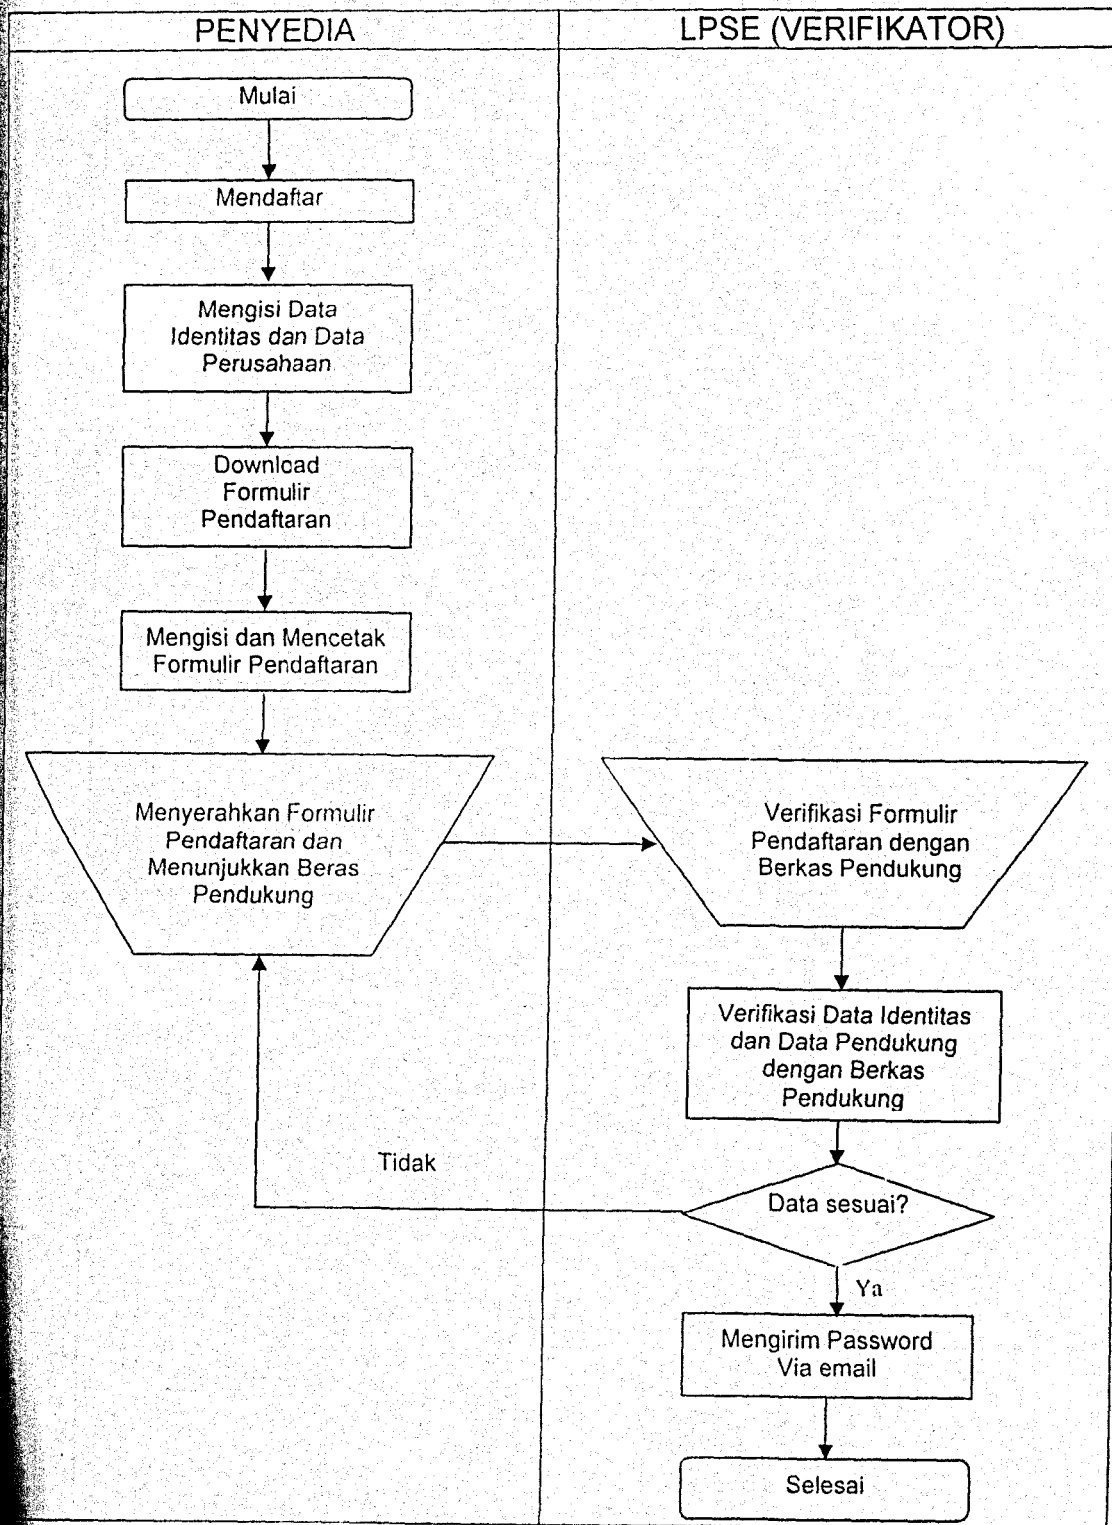 PENYEDIA
LPSE (VERIFIKATOR)
Mulai
Mendaftar
Mengisi Data
Identitas dan Data
Perusahaan
Download
Formulir
Pendaftaran
Mengisi dan Mencetak
Formulir Pendaftaran
Menyerahkan Formulir
Pendaftaran dan
Menunjukkan Beras
Pendukung
Verifikasi Formulir
Pendaftaran dengan
Berkas Pendukung
Verifikasi Data Identitas
dan Data Pendukung
dengan Berkas
Pendukung
Tidak
Data sesuai?
Ya
Mengirim Password
Via email
Selesai